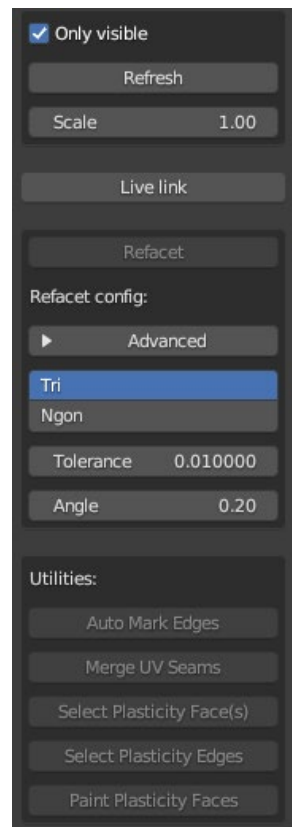 Only visible
Refresh
Scale 1.00
Live link
Refacet
Refacet config:
Advanced
Tri
Ngon
Tolerance 0.010000
Angle 0.20
Utilities:
Auto Mark Edges
Merge UV Seams
Select Plasticity Face(s)
Select Plasticity Edges
Paint Plasticity Faces